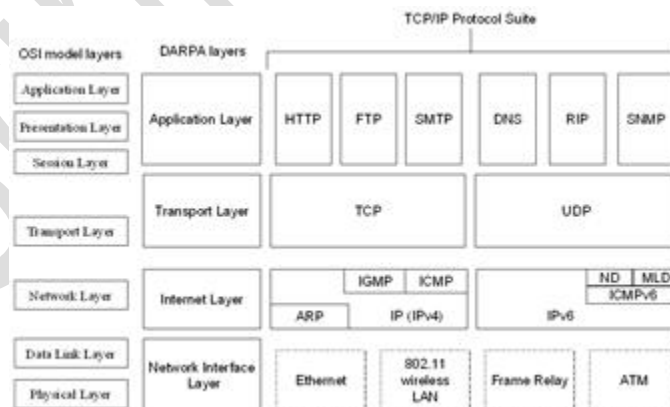 TCP/IP Protocol Suite
OSI model layers
DARPA layers
Application Layer
Presentation Layer
Session Layer
Transport Layer
Network Layer
Data Link Layer
Physical Layer
Application Layer
HTTP
FTP
SMTP
DNS
RIP
SNMP
Transport Layer
TCP
UDP
Internet Layer
IGMP
ICMP
ARP
IP (IPv4)
ND
MLD
ICMPv6
IPv6
Network Interface
Layer
Ethernet
802.11
wireless
LAN
Frame Relay
ATM